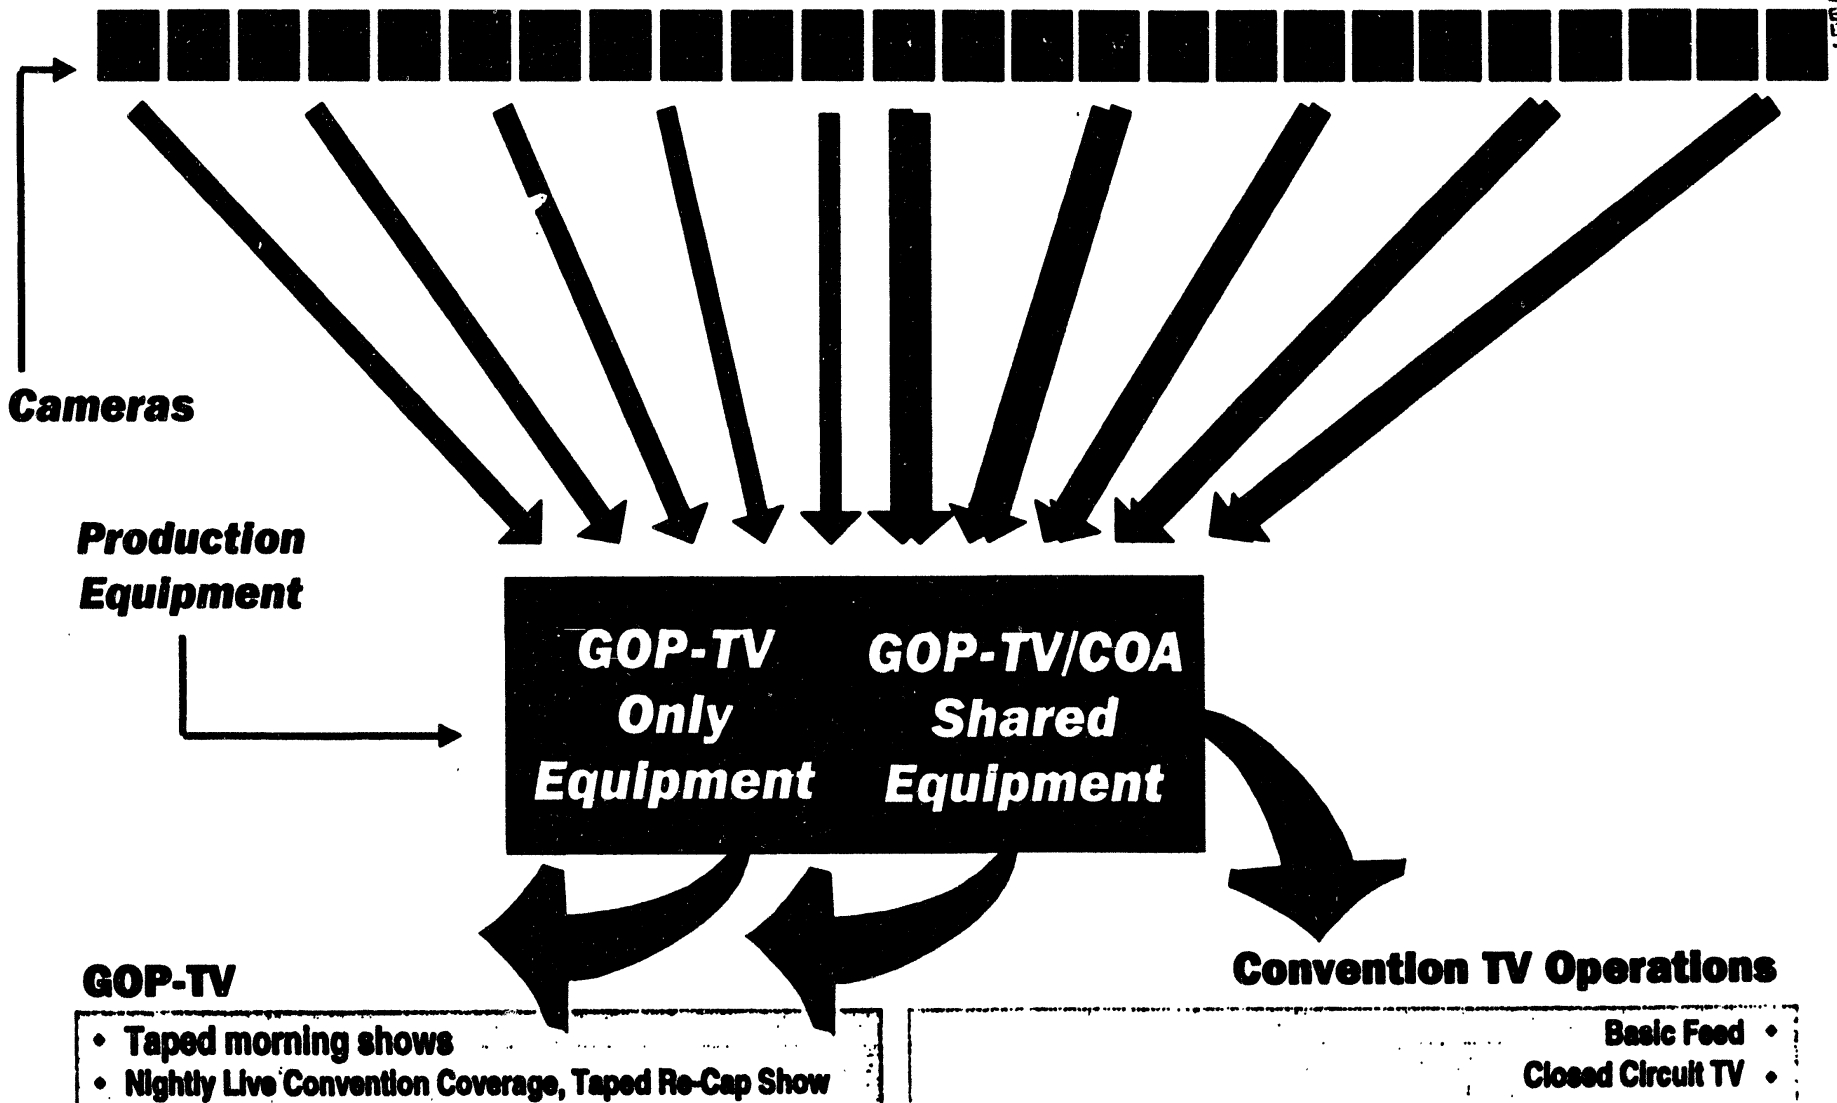 Cameras
Production
Equipment
GOP-TV
Only
Equipment
GOP-TV/COA
Shared
Equipment
GOP-TV
• Taped morning shows
• Nightly Live Convention Coverage, Taped Re-Cap Show
Convention TV Operations
Basic Feed •
Closed Circuit TV •